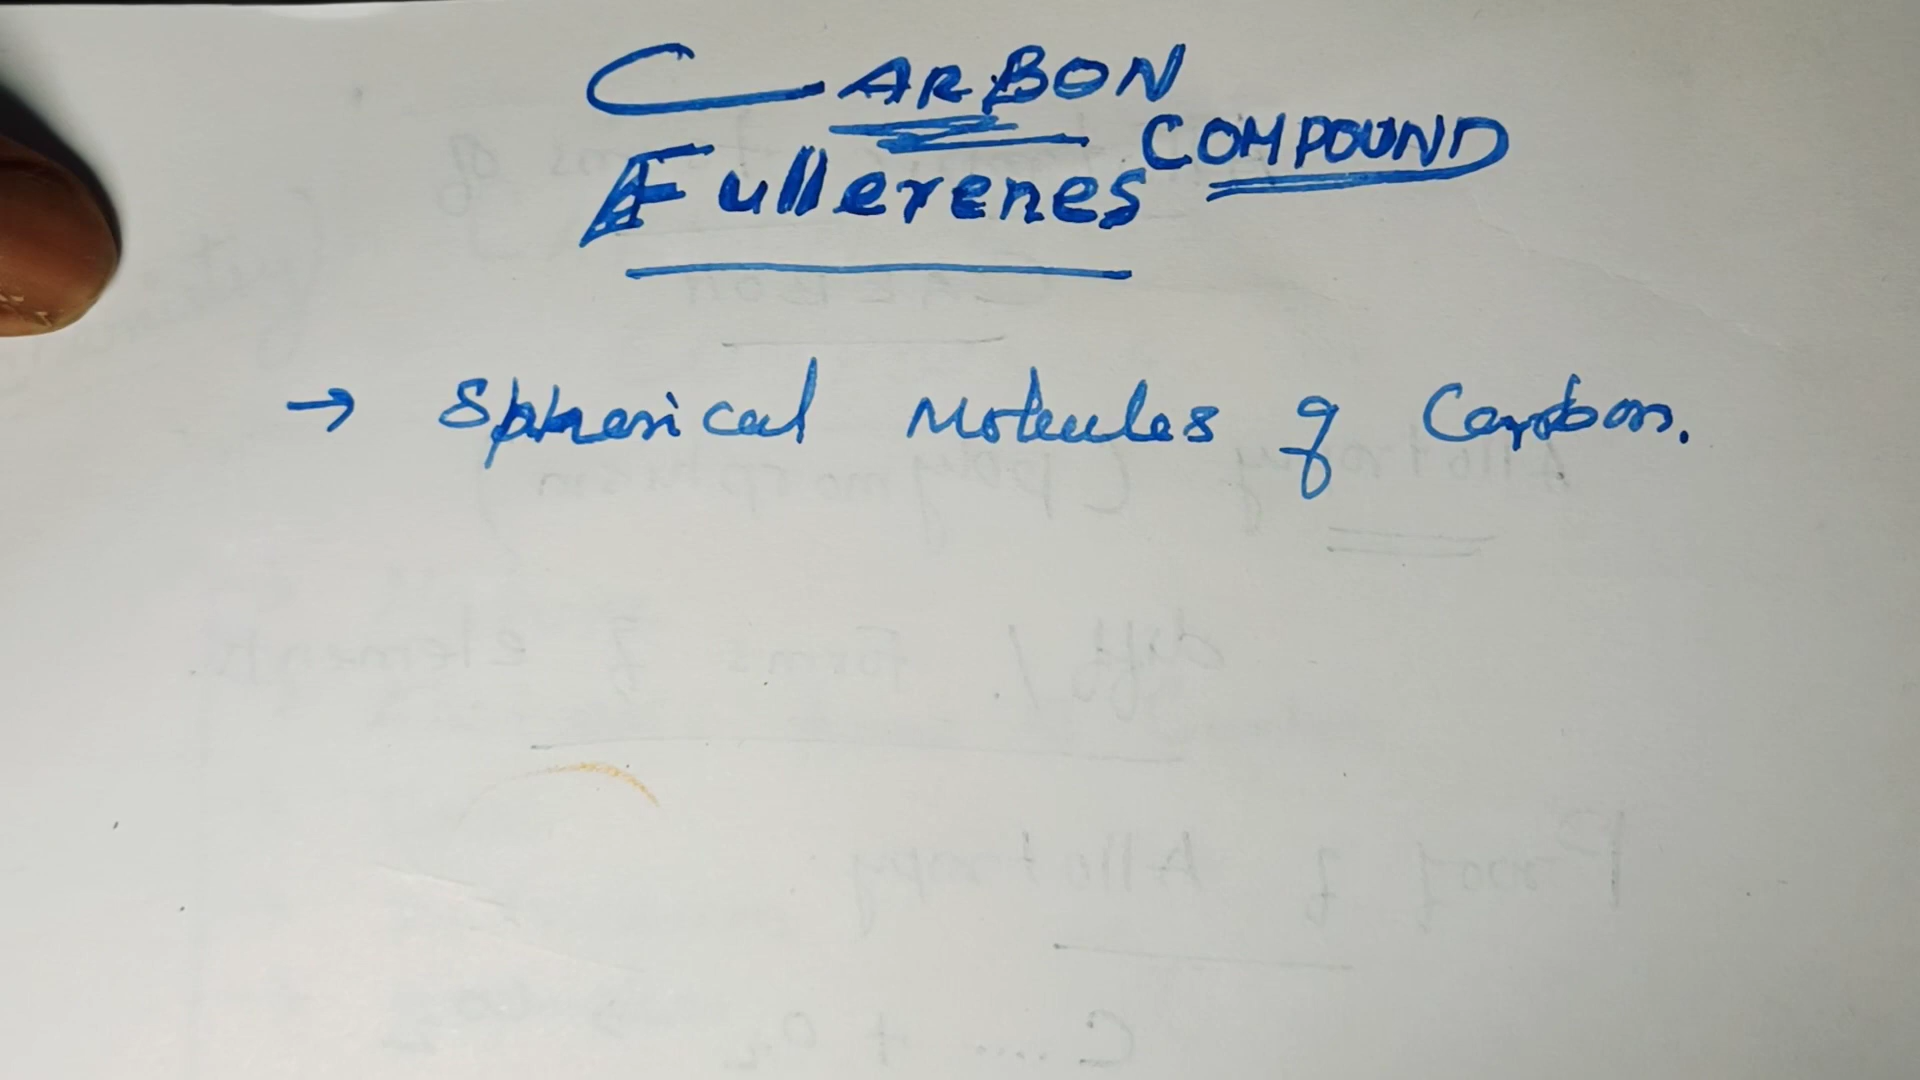 CARBON
COMPOUND
Fullerenes
→ Spherical Molecules of Carbon.